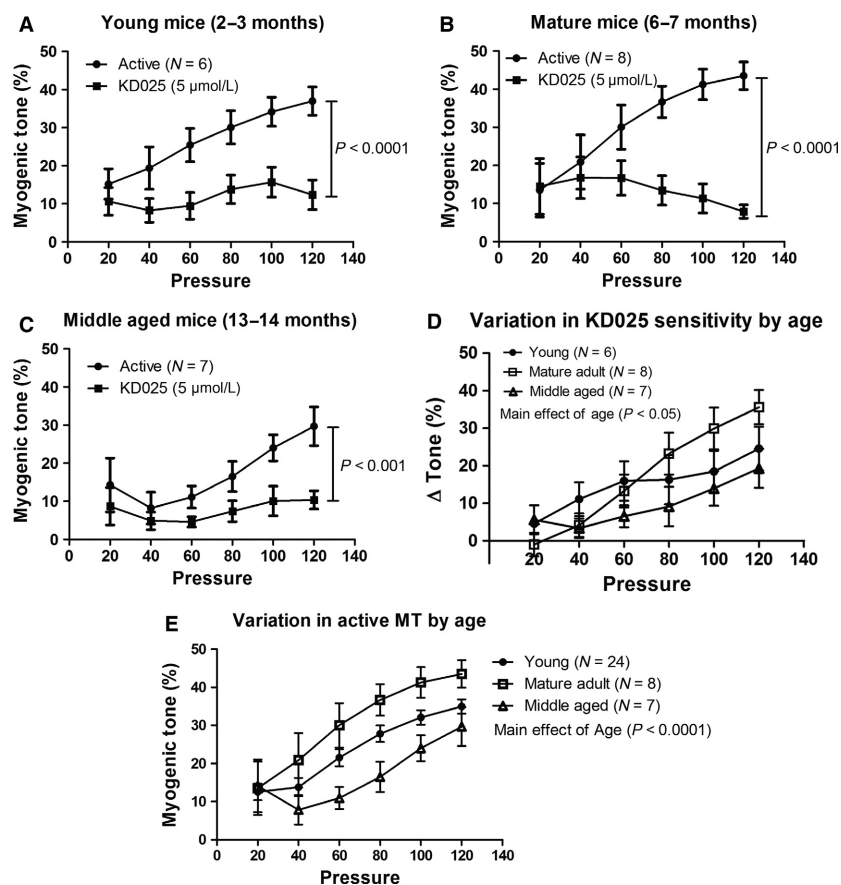 A
Young mice (2–3 months)
Myogenic tone (%)
50
40
30
20
10
0
Active (N = 6)
KD025 (5 µmol/L)
P < 0.0001
0 20 40 60 80 100 120 140
Pressure
B
Mature mice (6–7 months)
Myogenic tone (%)
50
40
30
20
10
0
Active (N = 8)
KD025 (5 µmol/L)
P < 0.0001
0 20 40 60 80 100 120 140
Pressure
C
Middle aged mice (13–14 months)
Myogenic tone (%)
50
40
30
20
10
0
Active (N = 7)
KD025 (5 µmol/L)
P < 0.001
0 20 40 60 80 100 120 140
Pressure
D
Variation in KD025 sensitivity by age
Δ Tone (%)
50
40
30
20
10
0
Young (N = 6)
Mature adult (N = 8)
Middle aged (N = 7)
Main effect of age (P < 0.05)
20 40 60 80 100 120 140
Pressure
E
Variation in active MT by age
Myogenic tone (%)
50
40
30
20
10
0
Young (N = 24)
Mature adult (N = 8)
Middle aged (N = 7)
Main effect of Age (P < 0.0001)
0 20 40 60 80 100 120 140
Pressure